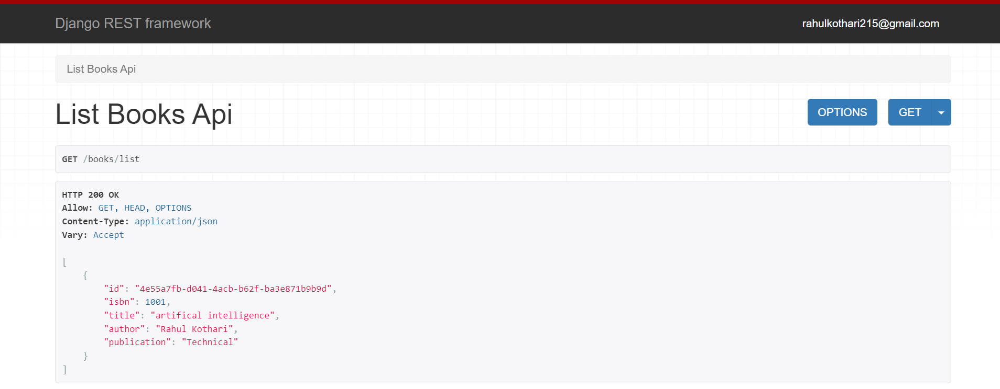 Django REST framework
rahulkothari215@gmail.com
List Books Api
List Books Api
OPTIONS
GET
GET /books/list
HTTP 200 OK
Allow: GET, HEAD, OPTIONS
Content-Type: application/json
Vary: Accept
[
    {
        "id": "4e55a7fb-d041-4acb-b62f-ba3e871b9b9d",
        "isbn": 1001,
        "title": "artifical intelligence",
        "author": "Rahul Kothari",
        "publication": "Technical"
    }
]